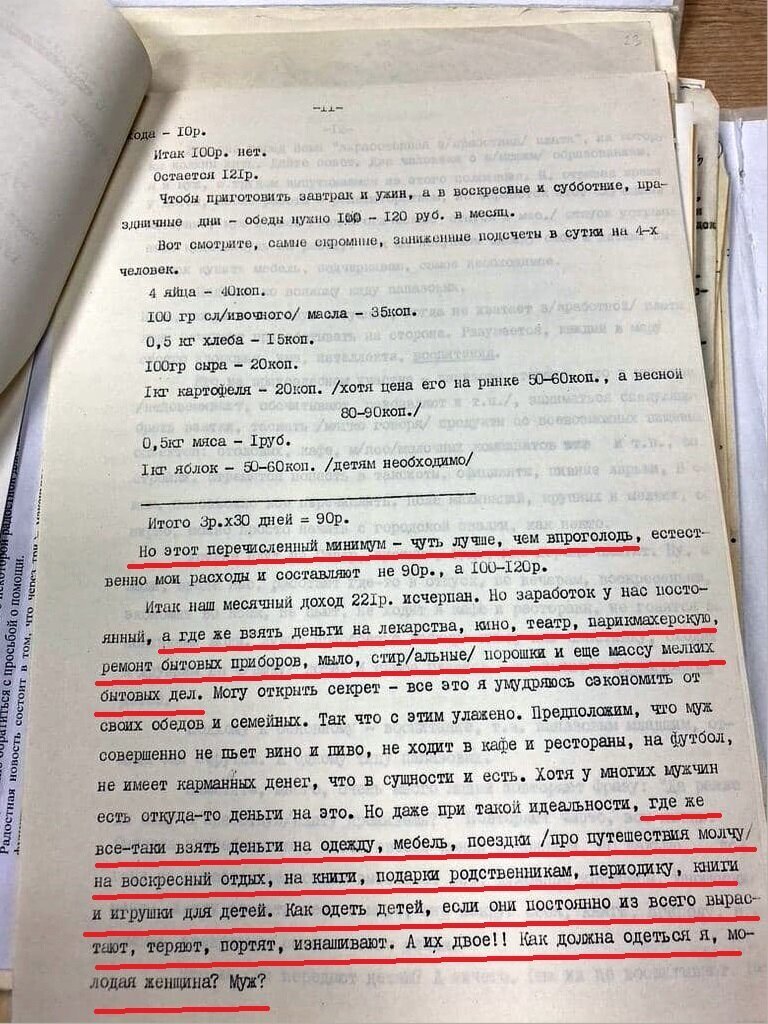 -11-
хода - 10р.
Итак 100р. нет.
Остается 121р.
Чтобы приготовить завтрак и ужин, а в воскресные и субботние, пра-
здничные дни - обеды нужно 100 - 120 руб. в месяц.
Вот смотрите, самые скромные, заниженные подсчеты в сутки на 4-х
человек.
4 яйца - 40коп.
100 гр сл/ивочного/ масла - 35коп.
0,5 кг хлеба - 15коп.
100гр сыра - 20коп.
1кг картофеля - 20коп. /хотя цена его на рынке 50-60коп., а весной
80-90коп./
0,5кг мяса - 1руб.
1кг яблок - 50-60коп. /детям необходимо/
Итого 3р.х30 дней = 90р.
Но этот перечисленный минимум - чуть лучше, чем впроголодь, естест-
венно мои расходы и составляют не 90р., а 100-120р.
Итак наш месячный доход 221р. исчерпан. Но заработок у нас посто-
янный, а где же взять деньги на лекарства, кино, театр, парикмахерскую,
ремонт бытовых приборов, мыло, стир/альные/ порошки и еще массу мелких
бытовых дел. Могу открыть секрет - все это я умудряюсь сэкономить от
своих обедов и семейных. Так что с этим улажено. Предположим, что муж
совершенно не пьет вино и пиво, не ходит в кафе и рестораны, на футбол,
не имеет карманных денег, что в сущности и есть. Хотя у многих мужчин
есть откуда-то деньги на это. Но даже при такой идеальности, где же
все-таки взять деньги на одежду, мебель, поездки /про путешествия молчу/
на воскресный отдых, на книги, подарки родственникам, периодику, книги
и игрушки для детей. Как одеть детей, если они постоянно из всего вырас-
тают, теряют, портят, изнашивают. А их двое!! Как должна одеться я, мо-
лодая женщина? Муж?
обратиться с просьбой о помощи.
Радостная новость состоит в том, что через